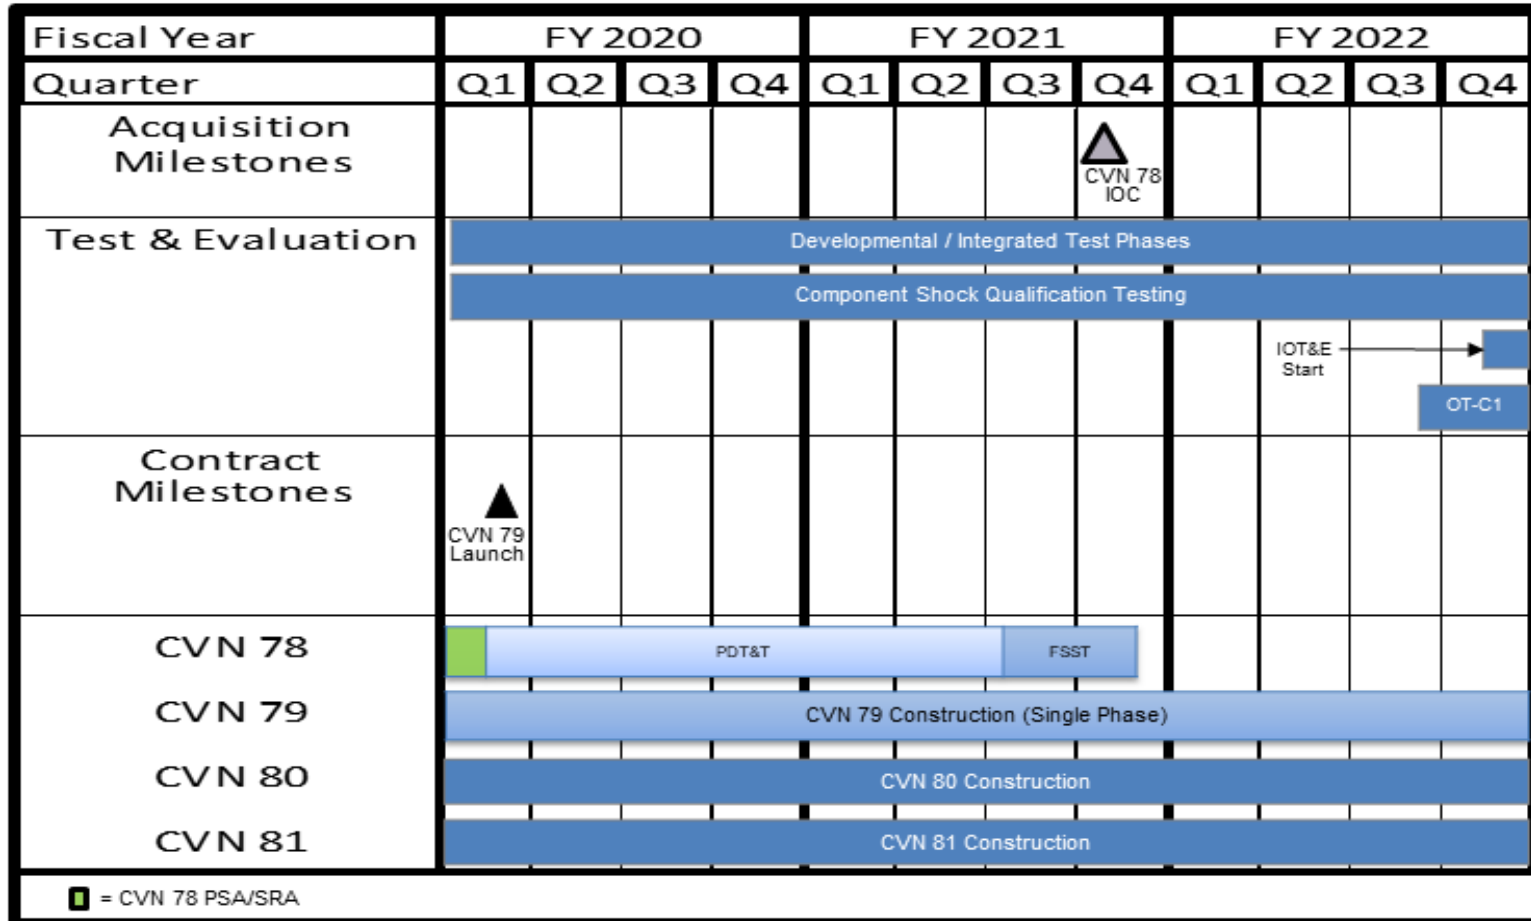 Fiscal Year FY 2020 FY 2021 FY 2022
Quarter Q1 Q2 Q3 Q4 Q1 Q2 Q3 Q4 Q1 Q2 Q3 Q4
Acquisition
Milestones
CVN 78
IOC
Test & Evaluation
Developmental / Integrated Test Phases
Component Shock Qualification Testing
IOT&E
Start
OT-C1
Contract
Milestones
CVN 79
Launch
CVN 78 PDT&T FSST
CVN 79 CVN 79 Construction (Single Phase)
CVN 80 CVN 80 Construction
CVN 81 CVN 81 Construction
= CVN 78 PSA/SRA